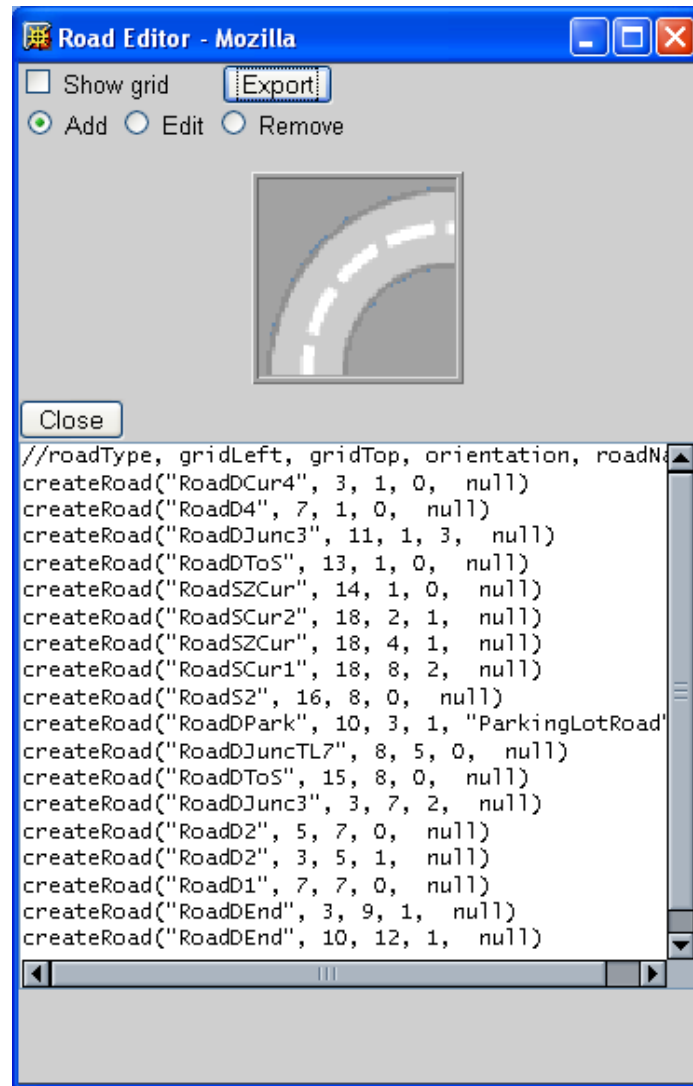 Road Editor - Mozilla
Show grid Export
Add Edit Remove
Close
//roadType, gridLeft, gridTop, orientation, roadNa
createRoad("RoadDCur4", 3, 1, 0,  null)
createRoad("RoadD4", 7, 1, 0,  null)
createRoad("RoadDJunc3", 11, 1, 3,  null)
createRoad("RoadDToS", 13, 1, 0,  null)
createRoad("RoadSZCur", 14, 1, 0,  null)
createRoad("RoadSCur2", 18, 2, 1,  null)
createRoad("RoadSZCur", 18, 4, 1,  null)
createRoad("RoadSCur1", 18, 8, 2,  null)
createRoad("RoadS2", 16, 8, 0,  null)
createRoad("RoadDPark", 10, 3, 1, "ParkingLotRoad"
createRoad("RoadDJuncTL7", 8, 5, 0,  null)
createRoad("RoadDToS", 15, 8, 0,  null)
createRoad("RoadDJunc3", 3, 7, 2,  null)
createRoad("RoadD2", 5, 7, 0,  null)
createRoad("RoadD2", 3, 5, 1,  null)
createRoad("RoadD1", 7, 7, 0,  null)
createRoad("RoadDEnd", 3, 9, 1,  null)
createRoad("RoadDEnd", 10, 12, 1,  null)